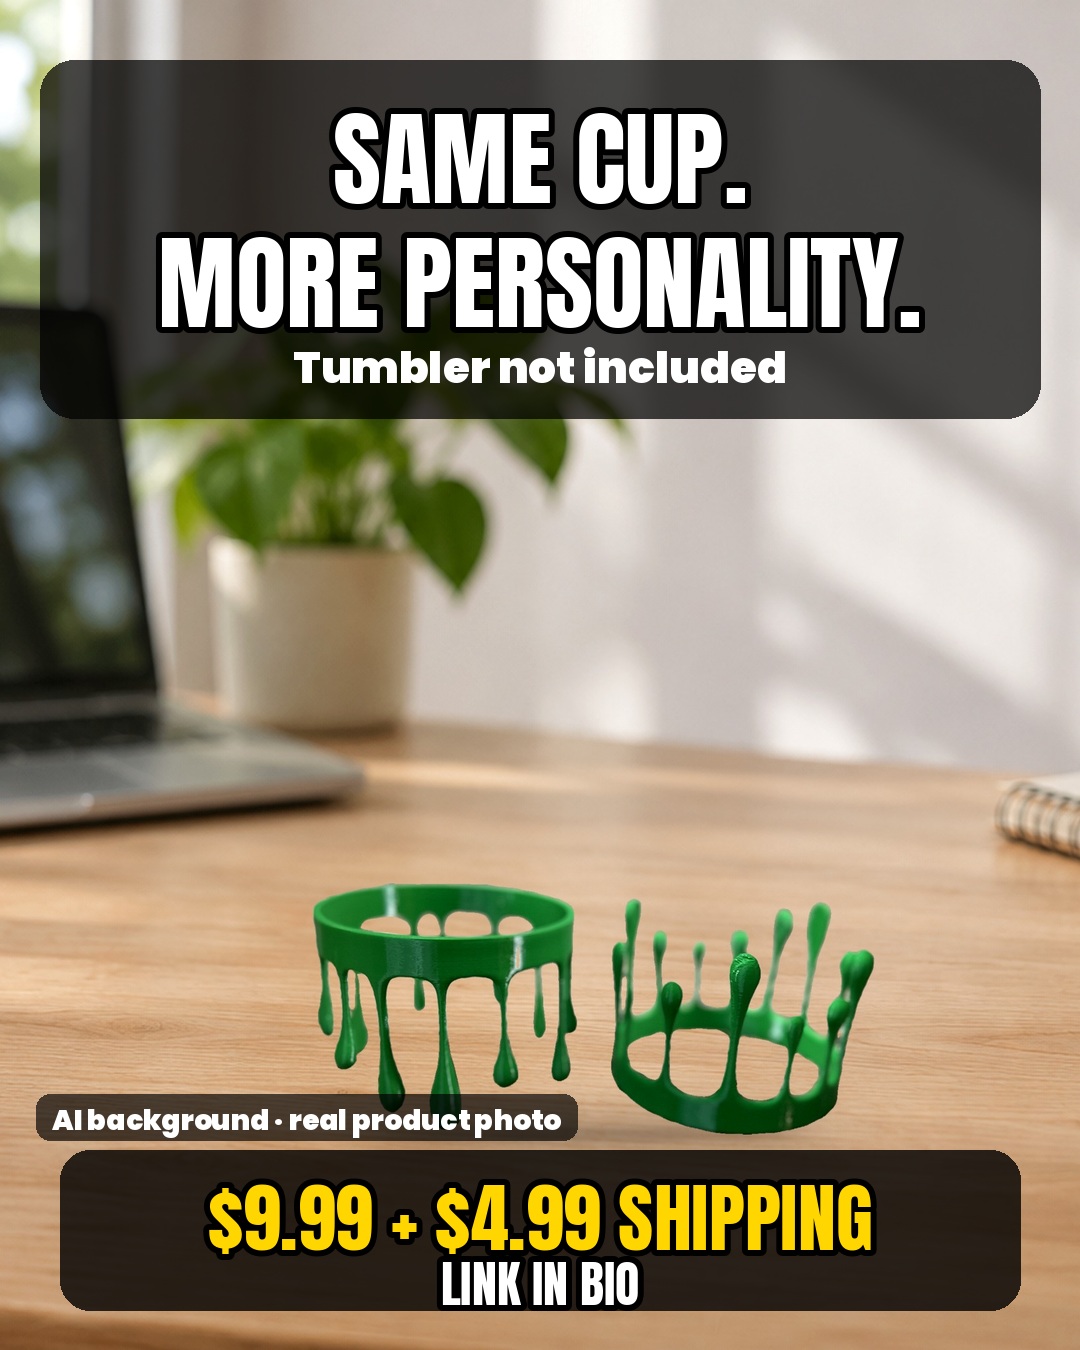 SAME CUP.
MORE PERSONALITY.
Tumbler not included
AI background · real product photo
$9.99 + $4.99 SHIPPING
LINK IN BIO